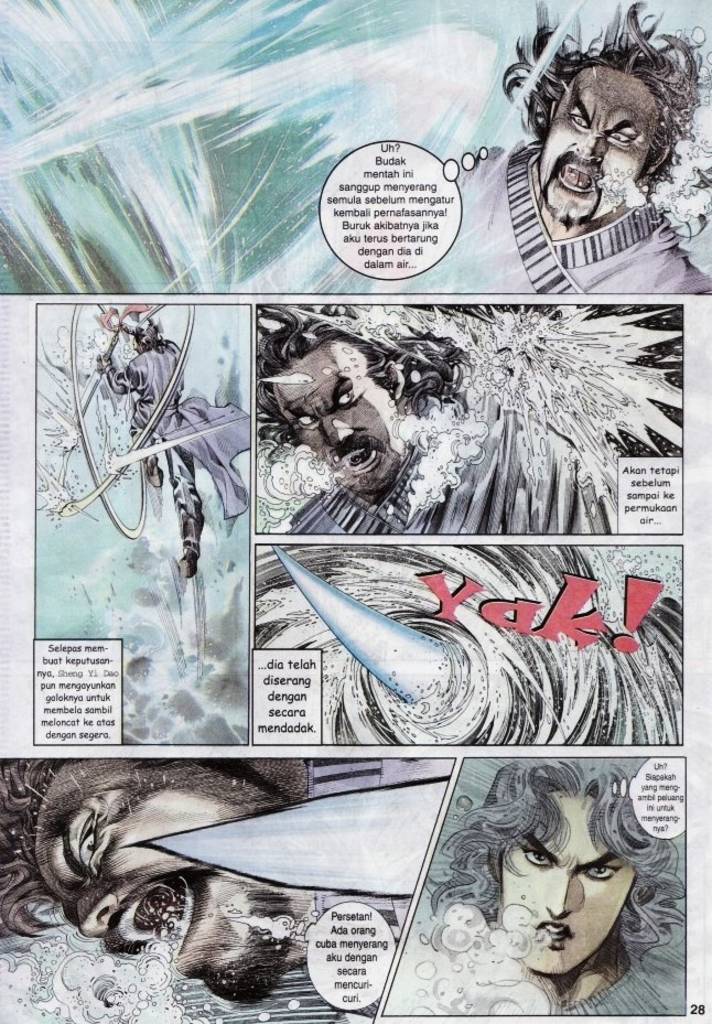 Uh?
Budak
mentah ini
sanggup menyerang
semula sebelum mengatur
kembali pernafasannya!
Buruk akibatnya jika
aku terus bertarung
dengan dia di
dalam air...
Selepas mem-
buat keputusan-
nya, Sheng Yi Dao
pun mengayunkan
goloknya untuk
membela sambil
meloncat ke atas
dengan segera.
Akan tetapi
sebelum
sampai ke
permukaan
air...
...dia telah
diserang
dengan
secara
mendadak.
Yak!
Persetan!
Ada orang
cuba menyerang
aku dengan
secara
mencuri-
curi.
Uh?
Siapakah
yang meng-
ambil peluang
ini untuk
menyerang-
nya?
28